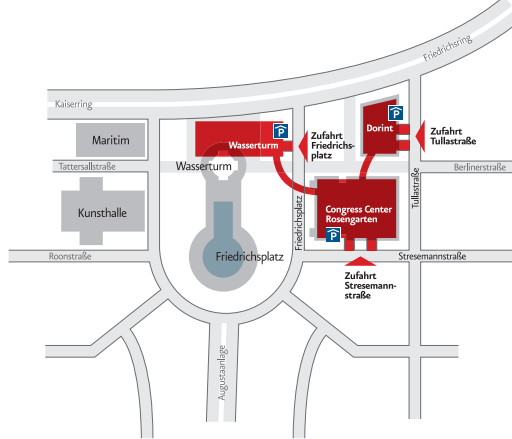 Friedrichsring
Kaiserring
P
Dorint
P
Maritim
Wasserturm
Zufahrt
Friedrichs-
platz
Zufahrt
Tullastraße
Tattersallstraße
Wasserturm
Berlinerstraße
Tullastraße
Kunsthalle
Friedrichsplatz
Congress Center
Rosengarten
P
Roonstraße
Friedrichsplatz
Stresemannstraße
Zufahrt
Stresemann-
straße
Augustaanlage